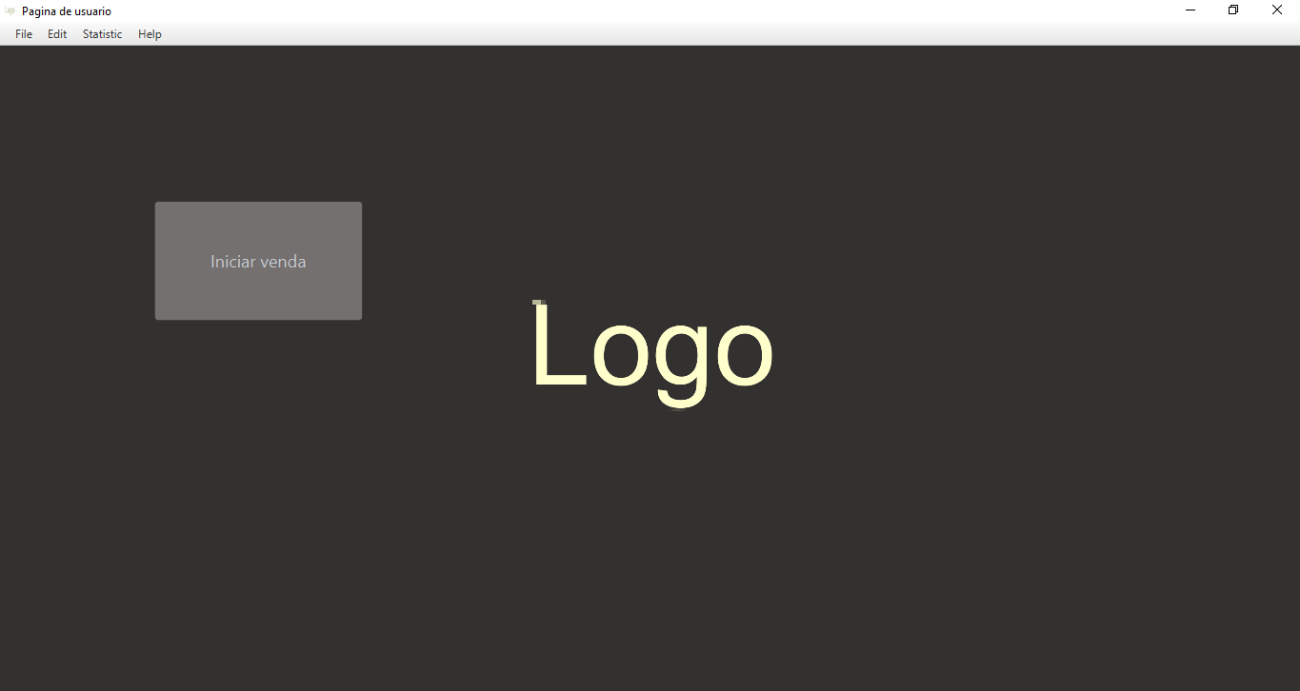 Pagina de usuario
File Edit Statistic Help
Iniciar venda
Logo